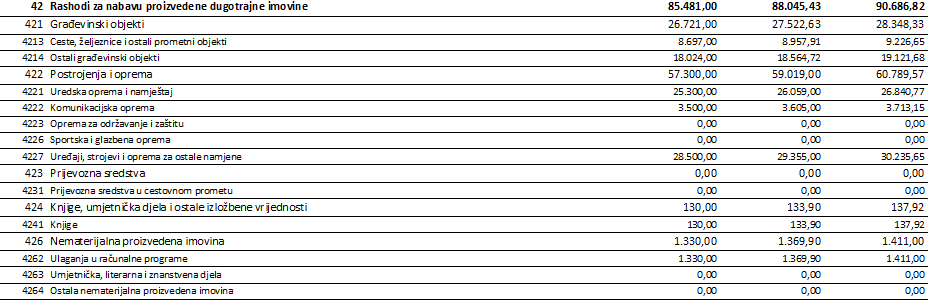 42 Rashodi za nabavu proizvedene dugotrajne imovine 85.481,00 88.045,43 90.686,82
421 Građevinski objekti 26.721,00 27.522,63 28.348,33
4213 Ceste, željeznice i ostali prometni objekti 8.697,00 8.957,91 9.226,65
4214 Ostali građevinski objekti 18.024,00 18.564,72 19.121,68
422 Postrojenja i oprema 57.300,00 59.019,00 60.789,57
4221 Uredska oprema i namještaj 25.300,00 26.059,00 26.840,77
4222 Komunikacijska oprema 3.500,00 3.605,00 3.713,15
4223 Oprema za održavanje i zaštitu 0,00 0,00 0,00
4226 Sportska i glazbena oprema 0,00 0,00 0,00
4227 Uređaji, strojevi i oprema za ostale namjene 28.500,00 29.355,00 30.235,65
423 Prijevozna sredstva 0,00 0,00 0,00
4231 Prijevozna sredstva u cestovnom prometu 0,00 0,00 0,00
424 Knjige, umjetnička djela i ostale izložbene vrijednosti 130,00 133,90 137,92
4241 Knjige 130,00 133,90 137,92
426 Nematerijalna proizvedena imovina 1.330,00 1.369,90 1.411,00
4262 Ulaganja u računalne programe 1.330,00 1.369,90 1.411,00
4263 Umjetnička, literarna i znanstvena djela 0,00 0,00 0,00
4264 Ostala nematerijalna proizvedena imovina 0,00 0,00 0,00